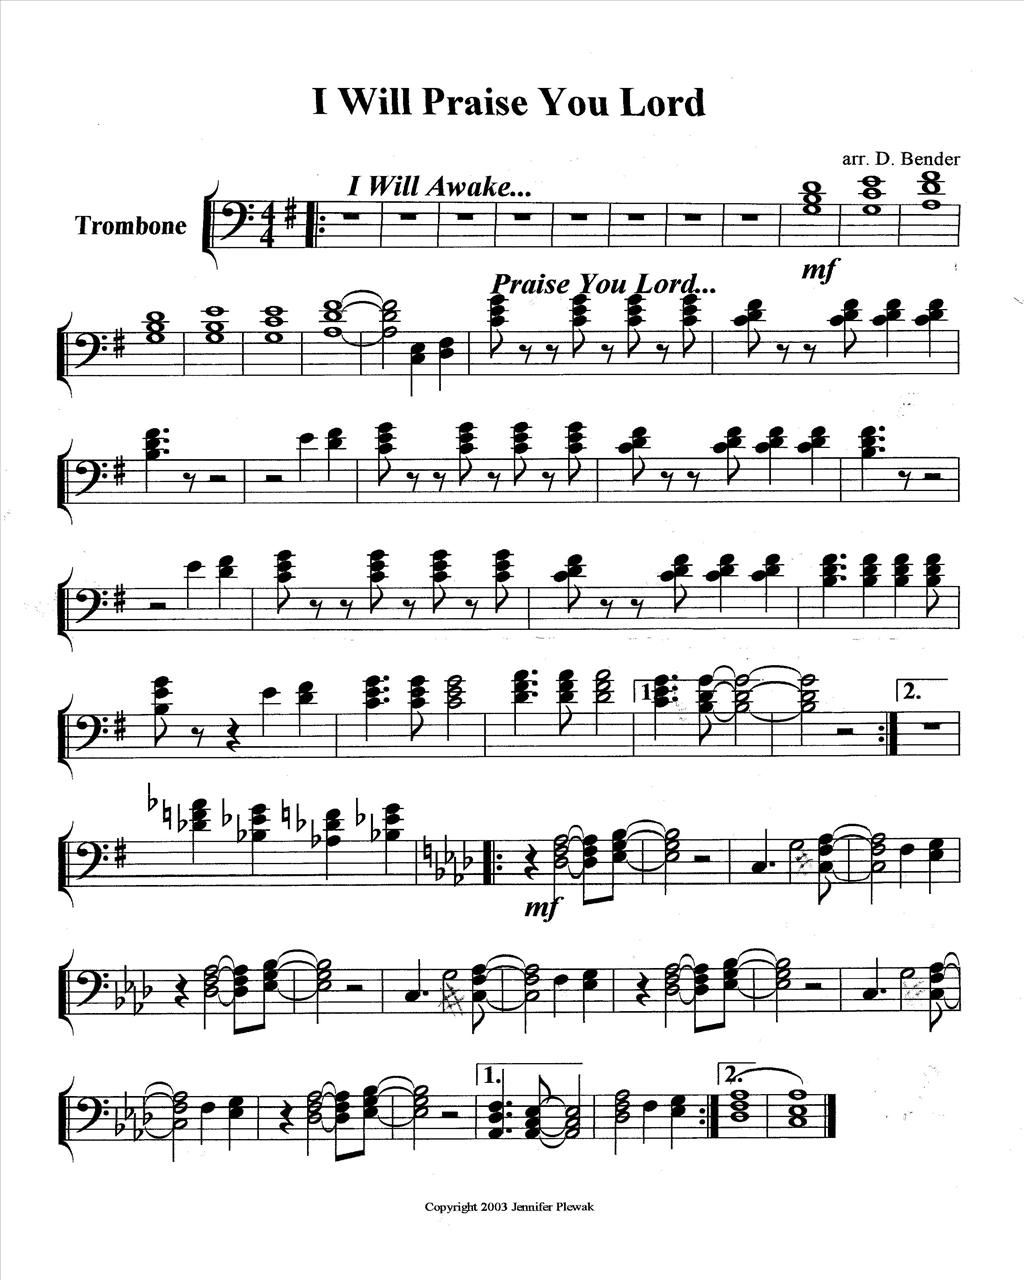 I Will Praise You Lord
arr. D. Bender
I Will Awake...
Trombone
4
4
mf
Praise You Lord...
1.
2.
mf
1.
2.
Copyright 2003 Jennifer Plewak